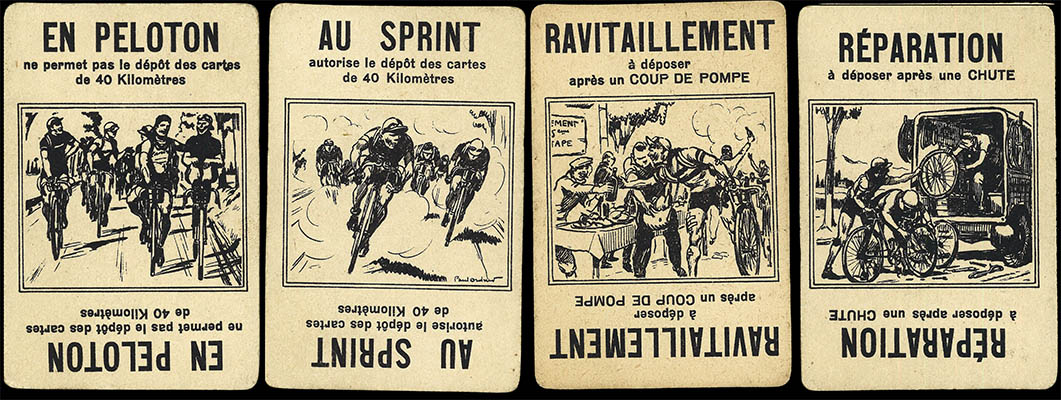 EN PELOTON
ne permet pas le dépôt des cartes
de 40 Kilomètres
EN PELOTON
ne permet pas le dépôt des cartes
de 40 Kilomètres
AU SPRINT
autorise le dépôt des cartes
de 40 Kilomètres
AU SPRINT
autorise le dépôt des cartes
de 40 Kilomètres
RAVITAILLEMENT
à déposer
après un COUP DE POMPE
EMENT
5ème
TAPE
RAVITAILLEMENT
à déposer
après un COUP DE POMPE
RÉPARATION
à déposer après une CHUTE
RÉPARATION
à déposer après une CHUTE